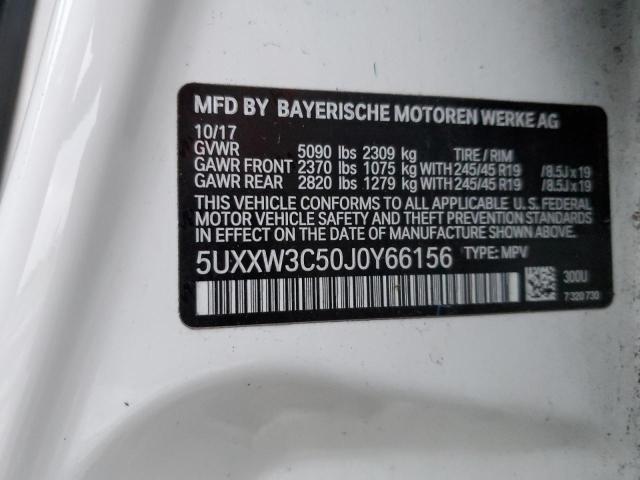 MFD BY BAYERISCHE MOTOREN WERKE AG
10/17
GVWR 5090 lbs 2309 kg TIRE / RIM
GAWR FRONT 2370 lbs 1075 kg WITH 245/45 R19 /8.5J x 19
GAWR REAR 2820 lbs 1279 kg WITH 245/45 R19 /8.5J x 19
THIS VEHICLE CONFORMS TO ALL APPLICABLE U. S. FEDERAL
MOTOR VEHICLE SAFETY AND THEFT PREVENTION STANDARDS
IN EFFECT ON THE DATE OF MANUFACTURE SHOWN ABOVE.
5UXXW3C50J0Y66156 TYPE: MPV
300U
7 320 730